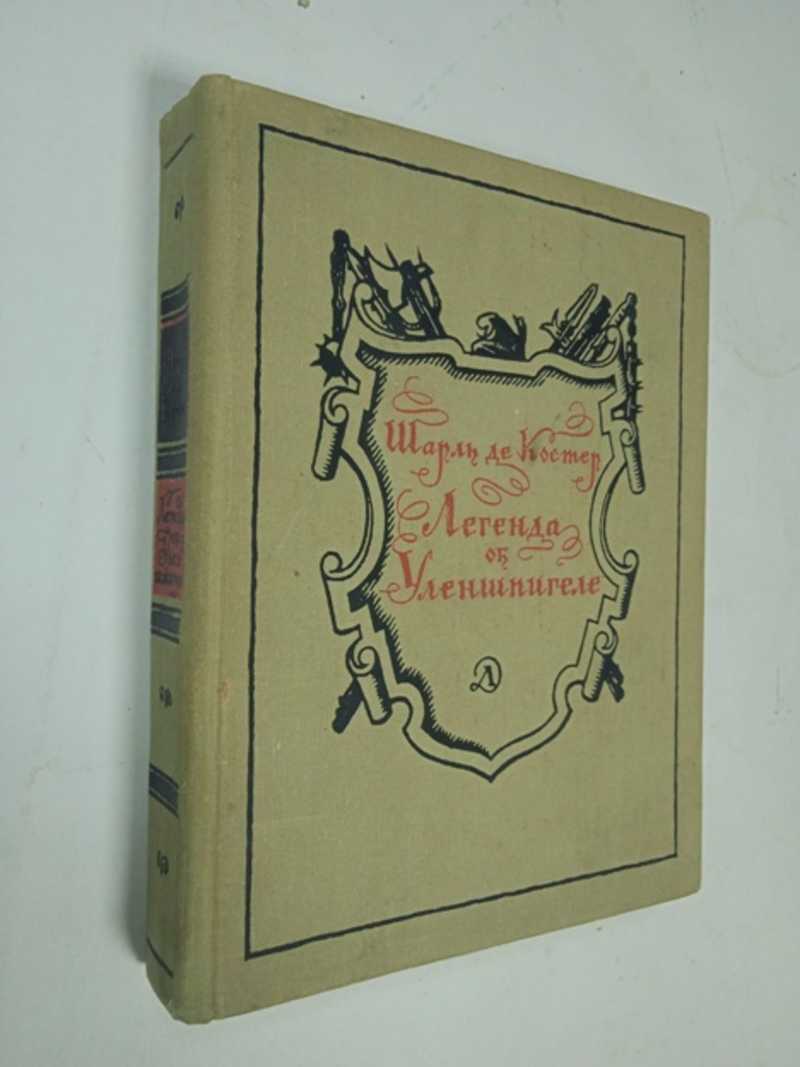 Шарль де Костер
Легенда
об
Уленшпигеле
Д